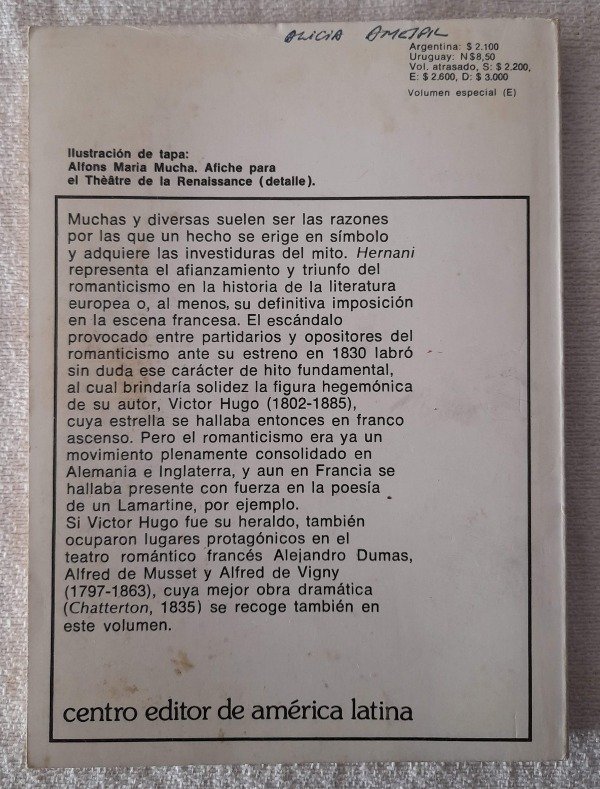 ALICIA
Argentina: $ 2.100
Uruguay: N$8,50
Vol. atrasado, S: $ 2.200,
E: $ 2.600, D: $ 3.000
Volumen especial (E)
Ilustración de tapa:
Alfons Maria Mucha. Afiche para
el Thèâtre de la Renaissance (detalle).
Muchas y diversas suelen ser las razones
por las que un hecho se erige en símbolo
y adquiere las investiduras del mito. Hernani
representa el afianzamiento y triunfo del
romanticismo en la historia de la literatura
europea o, al menos, su definitiva imposición
en la escena francesa. El escándalo
provocado entre partidarios y opositores del
romanticismo ante su estreno en 1830 labró
sin duda ese carácter de hito fundamental,
al cual brindaría solidez la figura hegemónica
de su autor, Victor Hugo (1802-1885),
cuya estrella se hallaba entonces en franco
ascenso. Pero el romanticismo era ya un
movimiento plenamente consolidado en
Alemania e Inglaterra, y aun en Francia se
hallaba presente con fuerza en la poesía
de un Lamartine, por ejemplo.
Si Victor Hugo fue su heraldo, también
ocuparon lugares protagónicos en el
teatro romántico francés Alejandro Dumas,
Alfred de Musset y Alfred de Vigny
(1797-1863), cuya mejor obra dramática
(Chatterton, 1835) se recoge también en
este volumen.
centro editor de américa latina